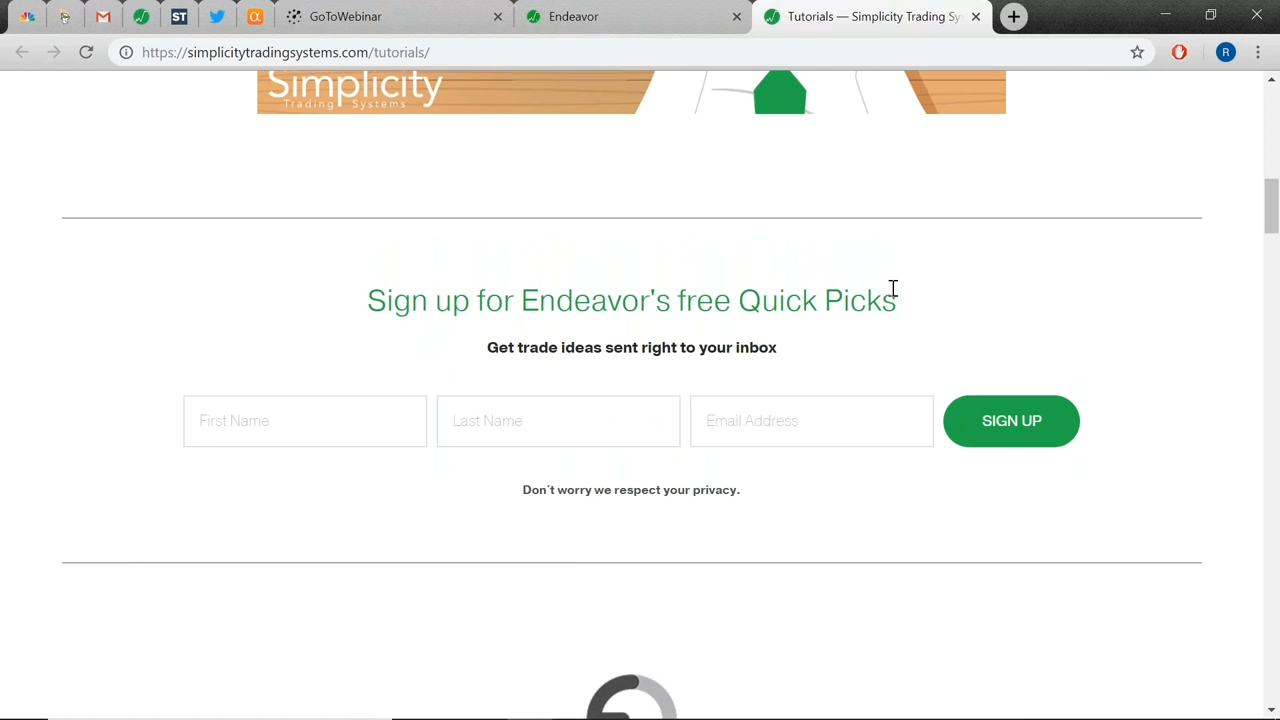 ST
GoToWebinar
Endeavor
Tutorials — Simplicity Trading Sy
https://simplicitytradingsystems.com/tutorials/
R
Simplicity
Trading Systems
Sign up for Endeavor's free Quick Picks
Get trade ideas sent right to your inbox
First Name
Last Name
Email Address
SIGN UP
Don't worry we respect your privacy.